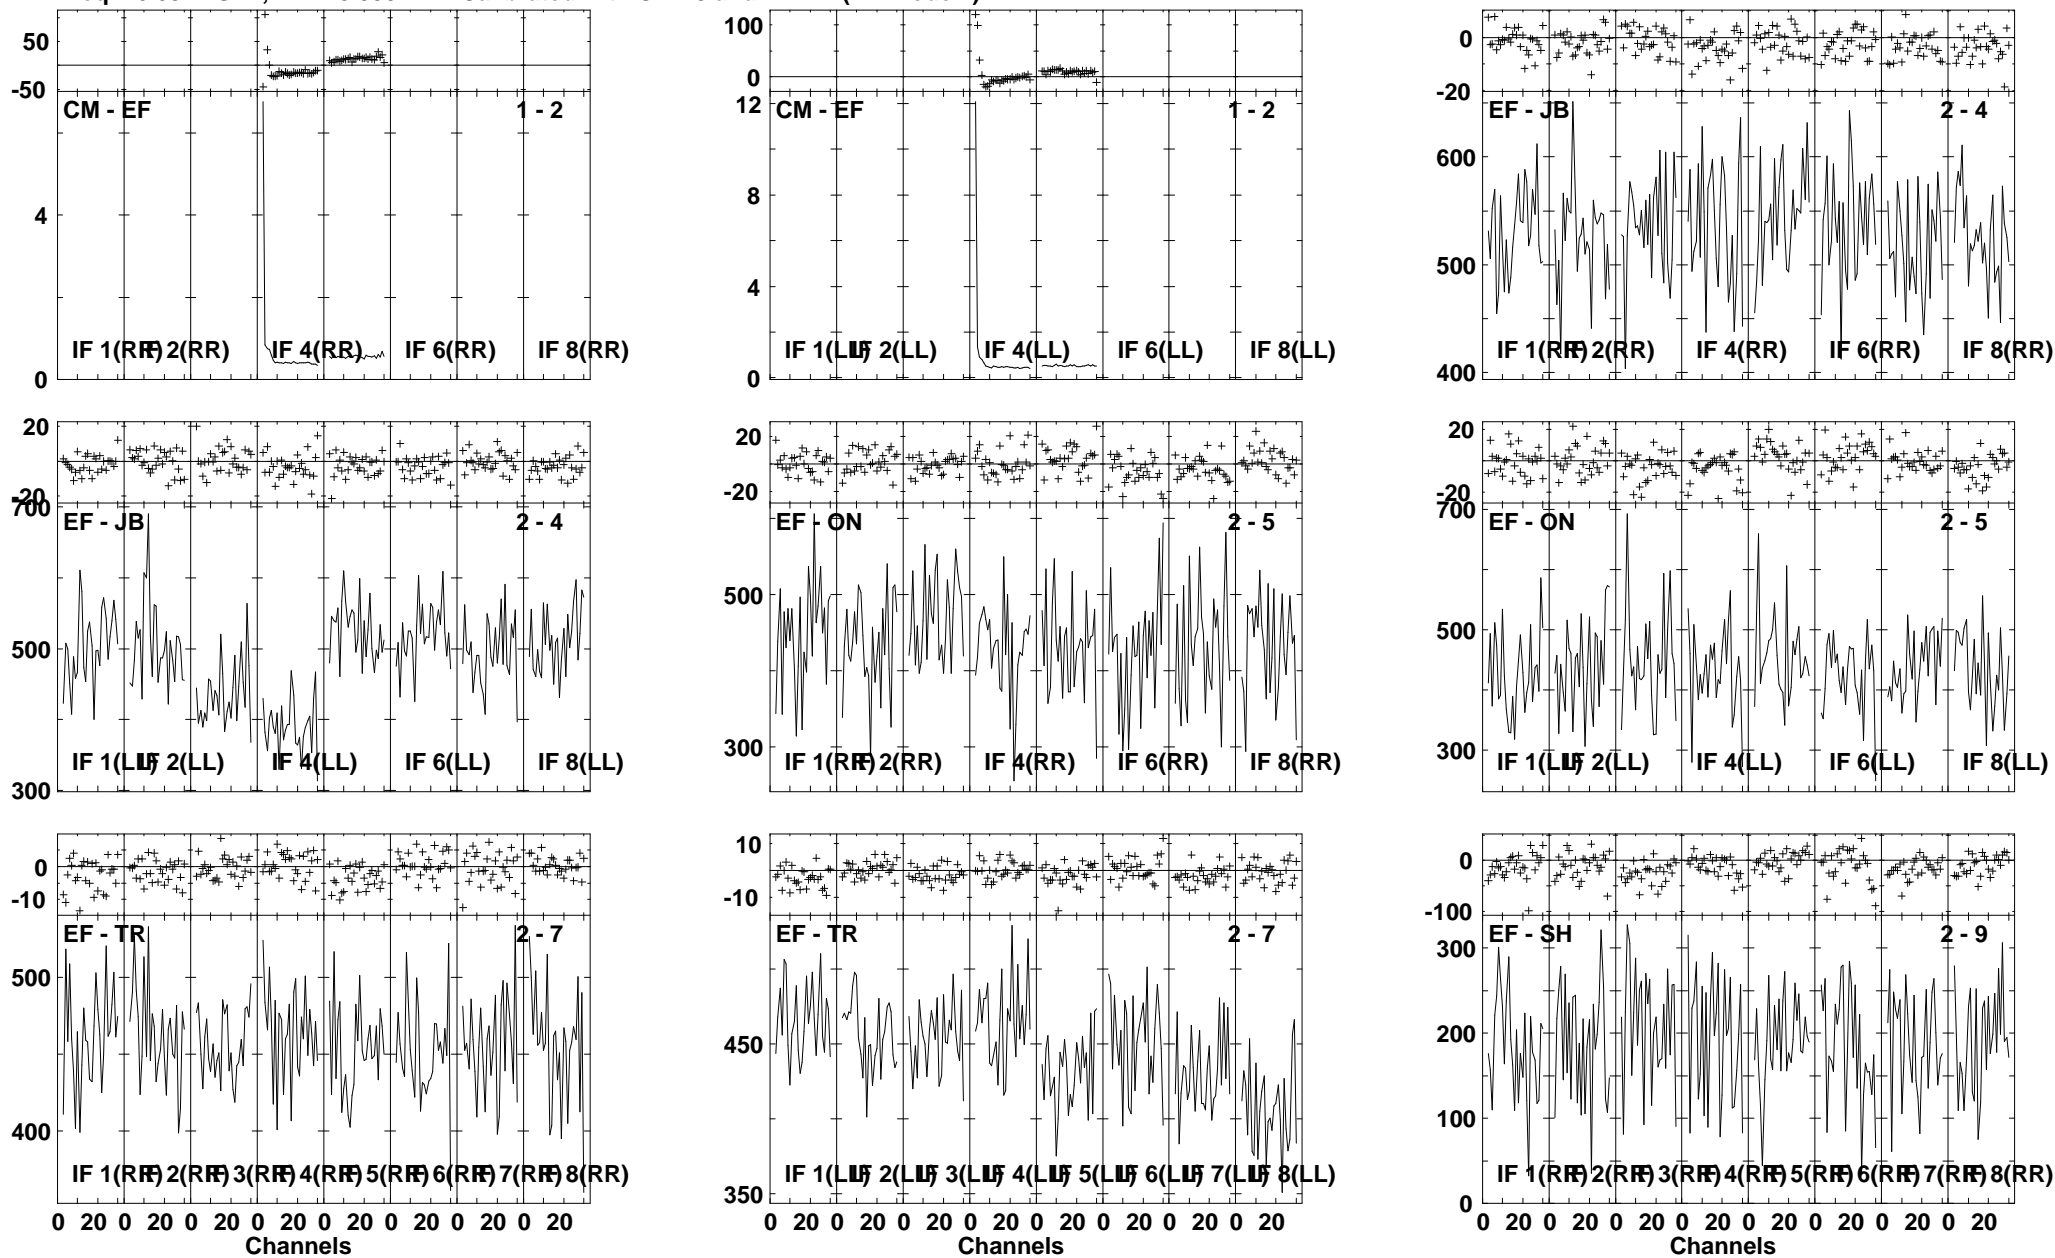 50
-50
CM - EF 1 - 2
4
0
IF 1(RR) IF 2(RR) IF 4(RR) IF 6(RR) IF 8(RR)
100
0
CM - EF 1 - 2
12
8
4
0
IF 1(LL) IF 2(LL) IF 4(LL) IF 6(LL) IF 8(LL)
0
-20
EF - JB 2 - 4
600
500
400
IF 1(RR) IF 2(RR) IF 4(RR) IF 6(RR) IF 8(RR)
20
-20
700
EF - JB 2 - 4
500
300
IF 1(LL) IF 2(LL) IF 4(LL) IF 6(LL) IF 8(LL)
20
0
-20
EF - ON 2 - 5
500
300
IF 1(RR) IF 2(RR) IF 4(RR) IF 6(RR) IF 8(RR)
20
0
-20
700
EF - ON 2 - 5
500
300
IF 1(LL) IF 2(LL) IF 4(LL) IF 6(LL) IF 8(LL)
0
-10
EF - TR 2 - 7
500
400
IF 1(RR) IF 2(RR) IF 3(RR) IF 4(RR) IF 5(RR) IF 6(RR) IF 7(RR) IF 8(RR)
0 20 0 20 0 20 0 20 0 20 0 20 0 20 0 20
Channels
10
-10
EF - TR 2 - 7
450
350
IF 1(LL) IF 2(LL) IF 3(LL) IF 4(LL) IF 5(LL) IF 6(LL) IF 7(LL) IF 8(LL)
0 20 0 20 0 20 0 20 0 20 0 20 0 20 0 20
Channels
0
-100
EF - SH 2 - 9
300
200
100
0
IF 1(RR) IF 2(RR) IF 3(RR) IF 4(RR) IF 5(RR) IF 6(RR) IF 7(RR) IF 8(RR)
0 20 0 20 0 20 0 20 0 20 0 20 0 20 0 20
Channels